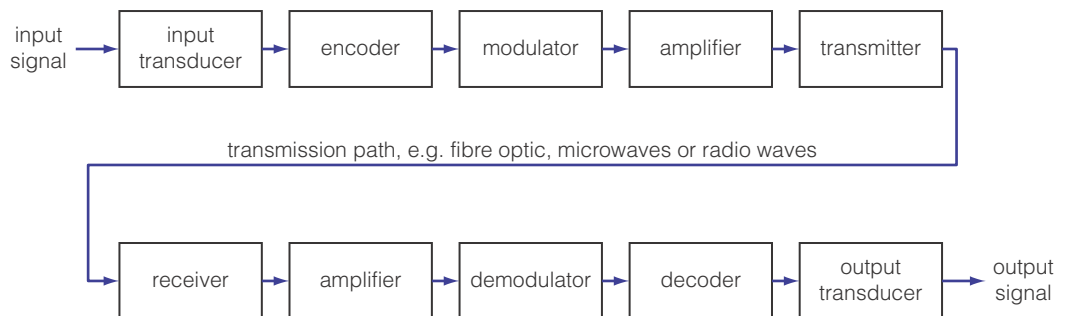 input
signal
input
transducer
encoder
modulator
amplifier
transmitter
transmission path, e.g. fibre optic, microwaves or radio waves
receiver
amplifier
demodulator
decoder
output
transducer
output
signal